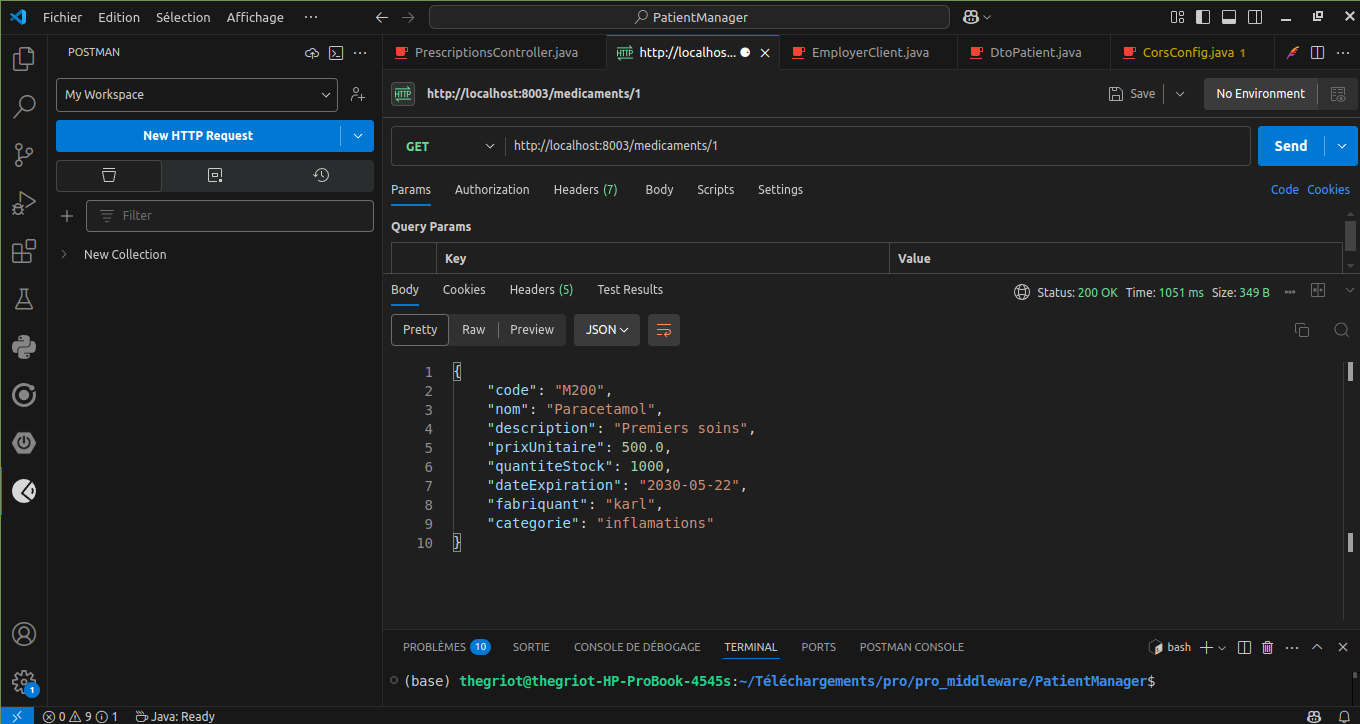 Fichier Edition Sélection Affichage ··· PatientManager
POSTMAN
PrescriptionsController.java http://localhos... EmployerClient.java DtoPatient.java CorsConfig.java 1
My Workspace
HTTP http://localhost:8003/medicaments/1 Save No Environment
New HTTP Request
GET http://localhost:8003/medicaments/1 Send
Params Authorization Headers (7) Body Scripts Settings Code Cookies
Filter
Query Params
New Collection
Key Value
Body Cookies Headers (5) Test Results Status: 200 OK Time: 1051 ms Size: 349 B
Pretty Raw Preview JSON
1 {
2 "code": "M200",
3 "nom": "Paracetamol",
4 "description": "Premiers soins",
5 "prixUnitaire": 500.0,
6 "quantiteStock": 1000,
7 "dateExpiration": "2030-05-22",
8 "fabriquant": "karl",
9 "categorie": "inflamations"
10 }
PROBLÈMES 10 SORTIE CONSOLE DE DÉBOGAGE TERMINAL PORTS POSTMAN CONSOLE bash
(base) thegriot@thegriot-HP-ProBook-4545s:~/Téléchargements/pro/pro_middleware/PatientManager$
1
0 9 1 Java: Ready